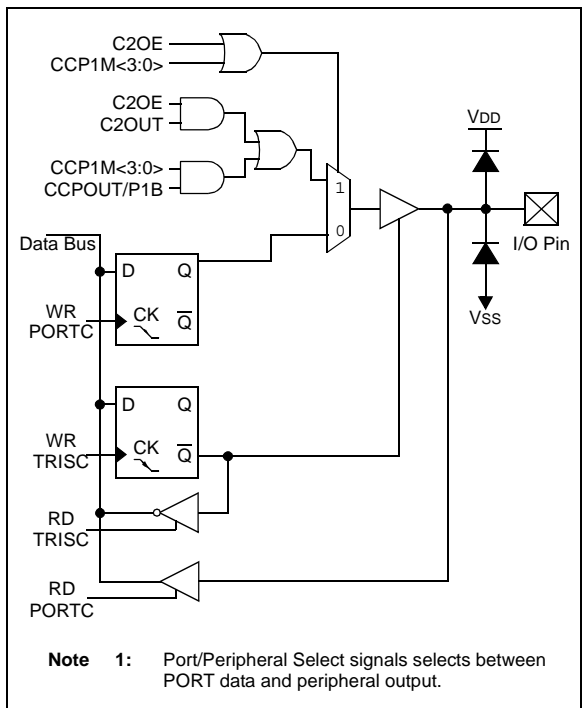 C2OE
CCP1M<3:0>
C2OE
C2OUT
CCP1M<3:0>
CCPOUT/P1B
VDD
1
0
I/O Pin
VSS
Data Bus
D Q
WR
PORTC
CK Q
D Q
WR
TRISC
CK Q
RD
TRISC
RD
PORTC
Note 1: Port/Peripheral Select signals selects between
PORT data and peripheral output.